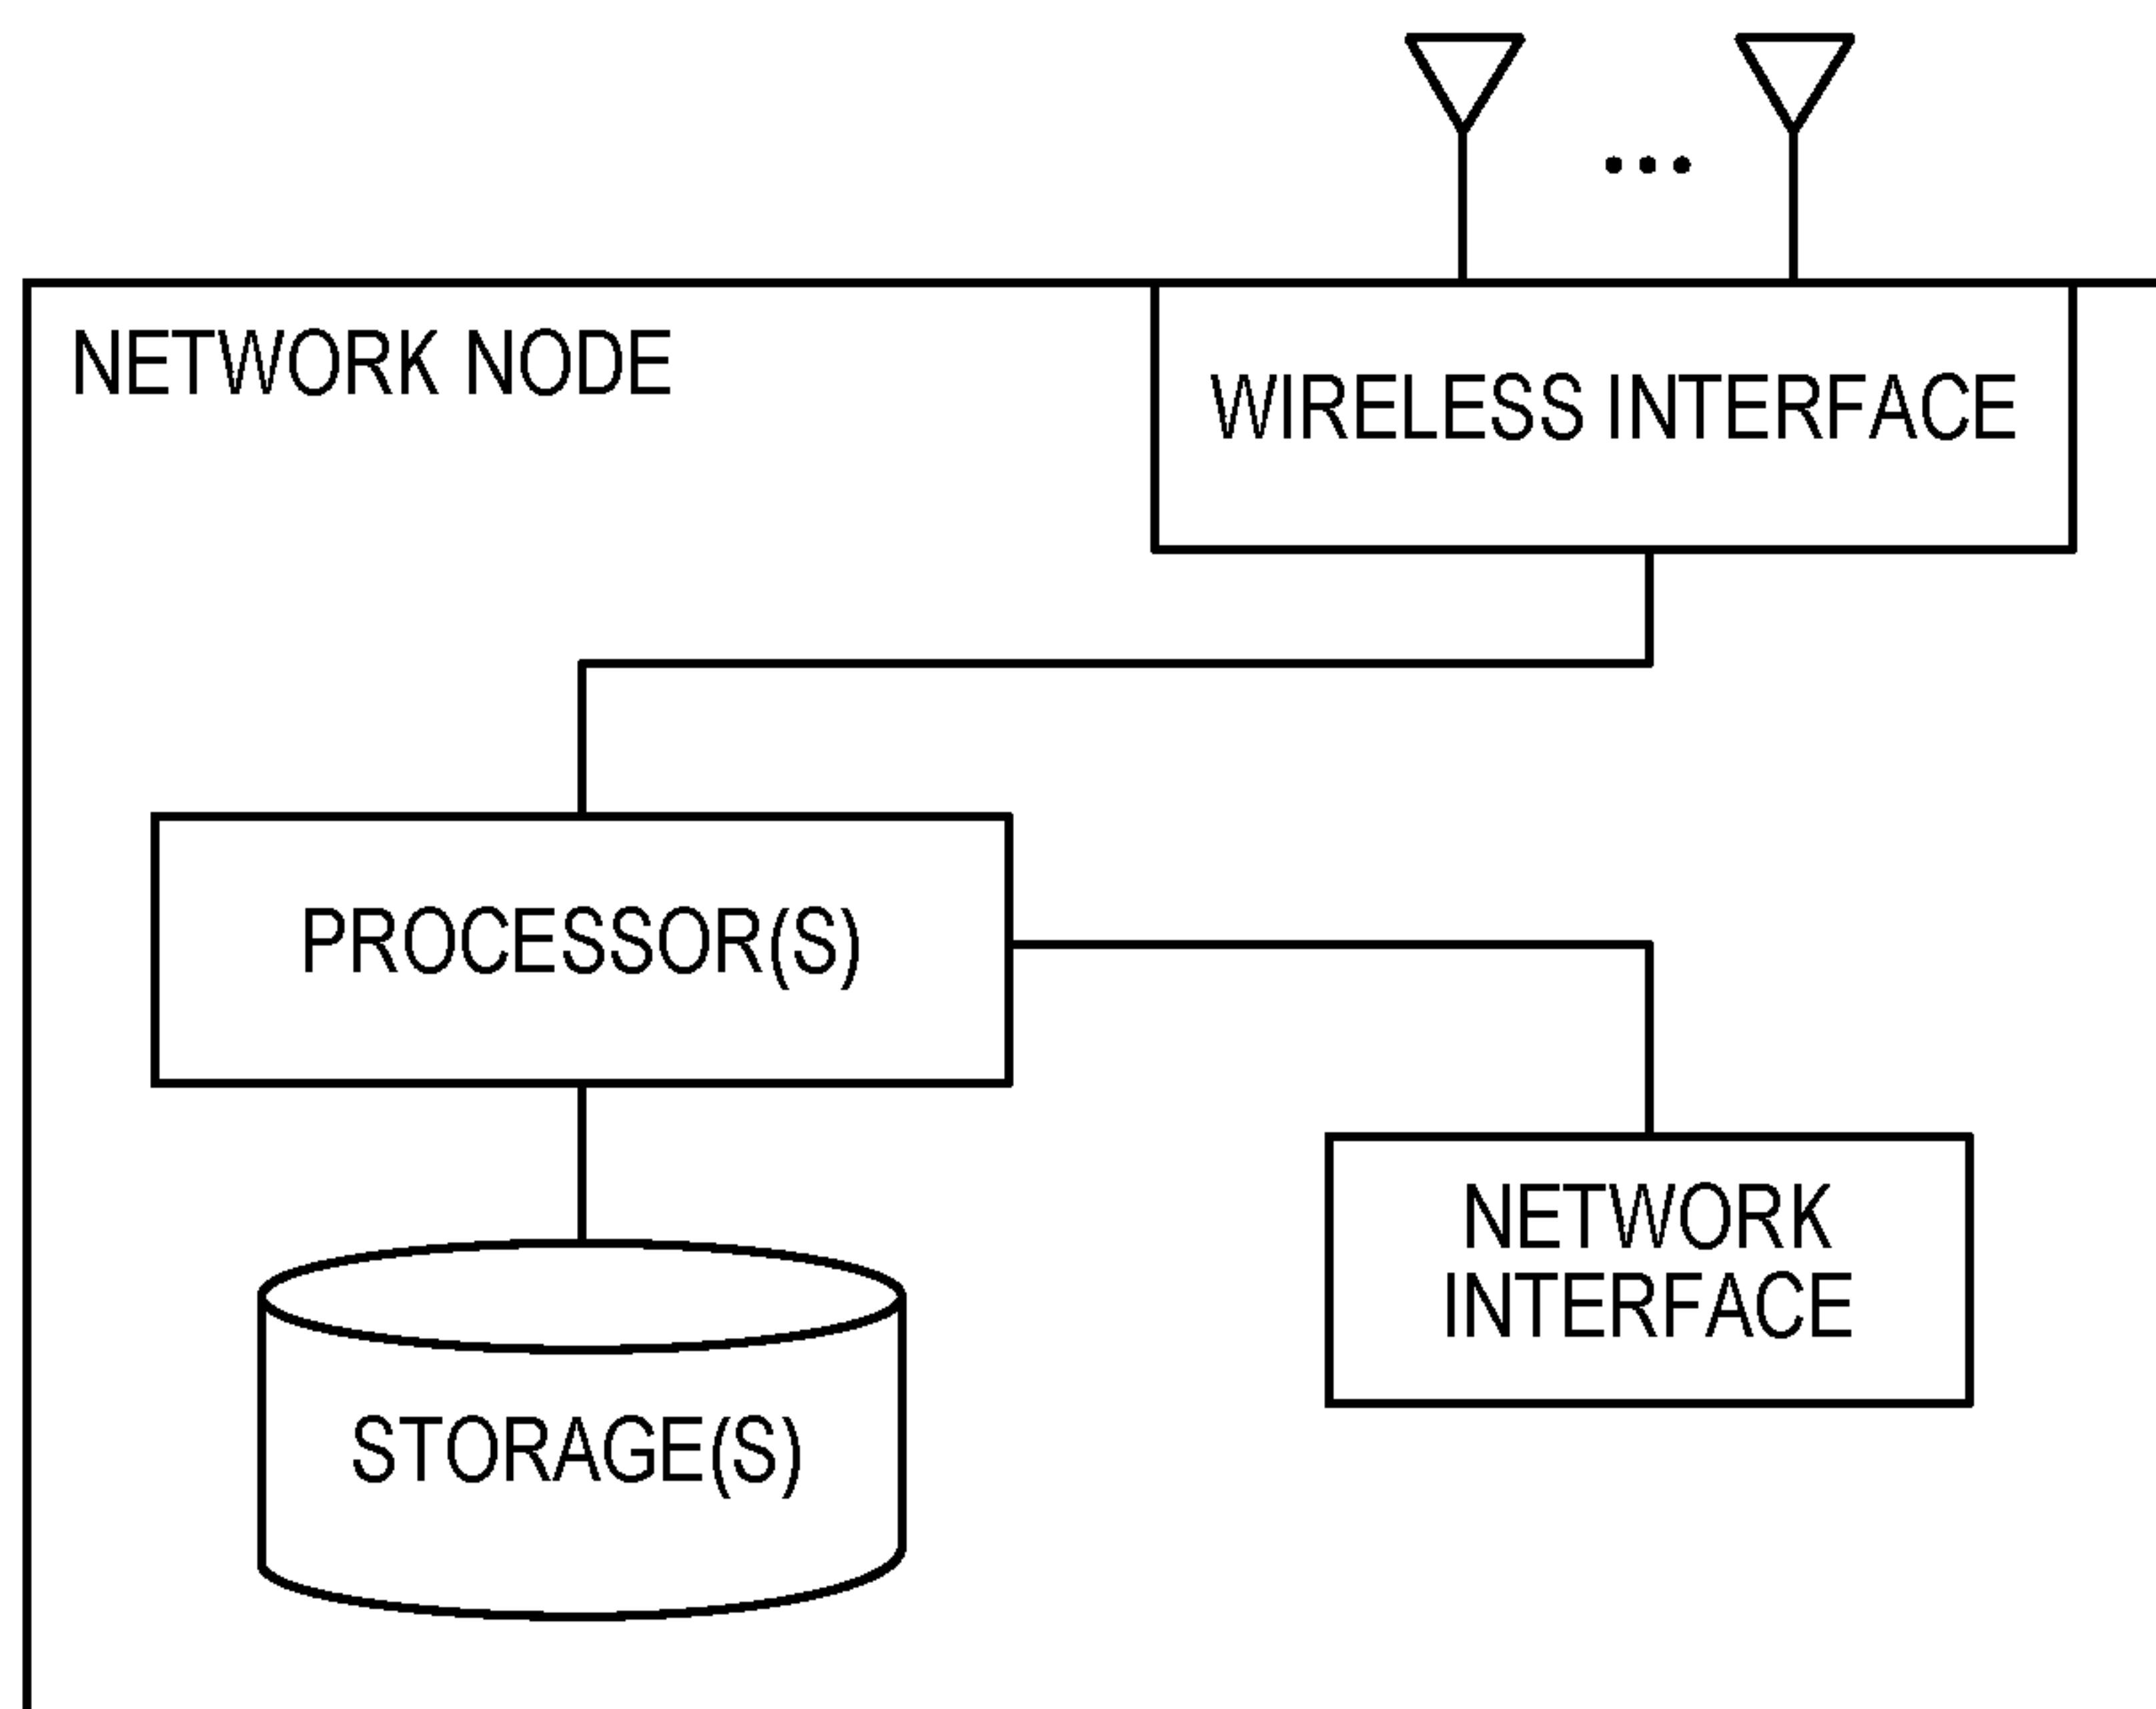 NETWORK NODE
WIRELESS INTERFACE
PROCESSOR(S)
NETWORK
INTERFACE
STORAGE(S)